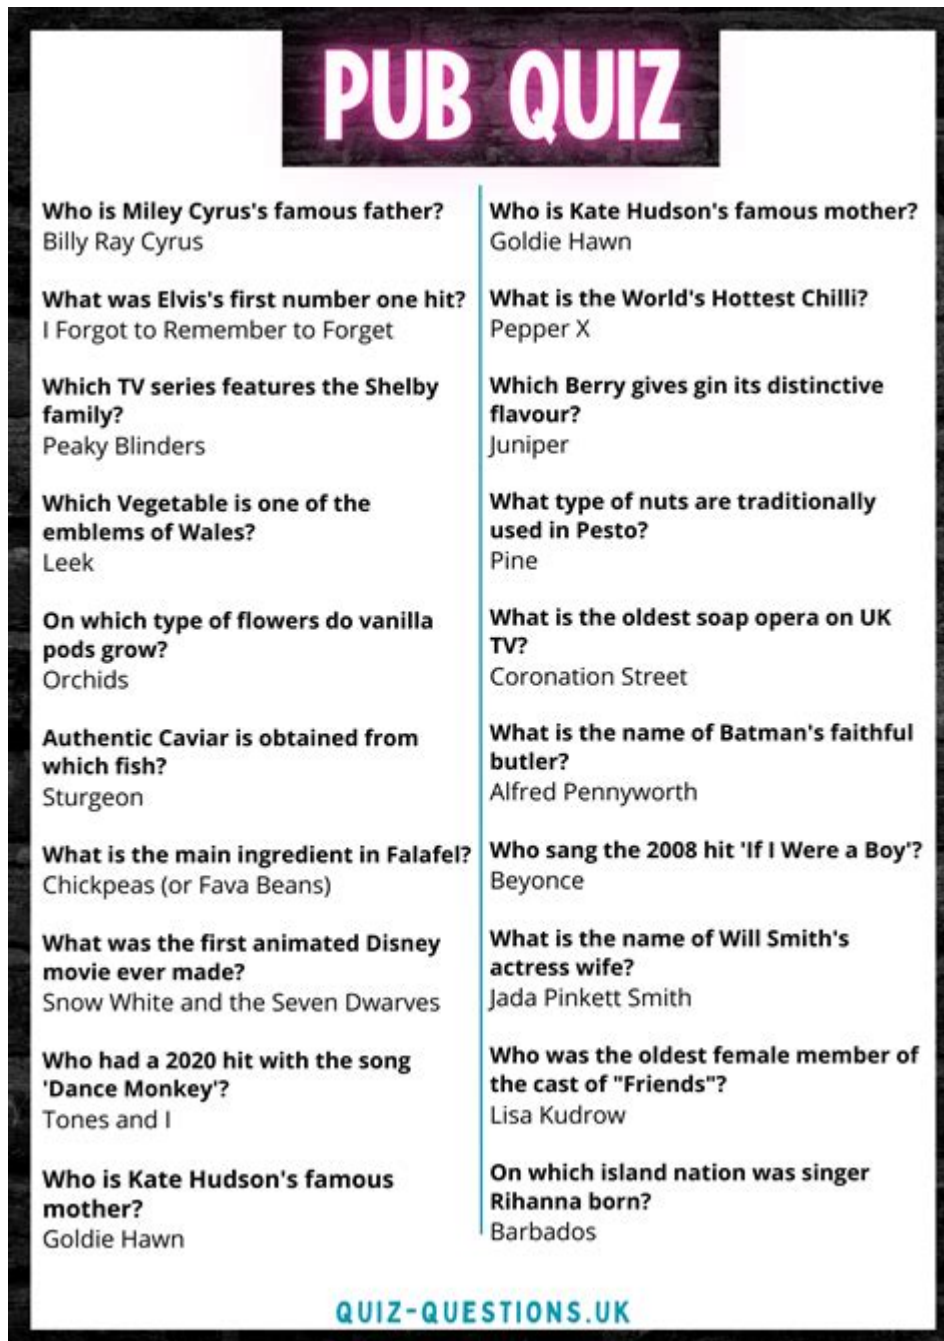 PUB QUIZ
Who is Miley Cyrus's famous father?
Billy Ray Cyrus
What was Elvis's first number one hit?
I Forgot to Remember to Forget
Which TV series features the Shelby
family?
Peaky Blinders
Which Vegetable is one of the
emblems of Wales?
Leek
On which type of flowers do vanilla
pods grow?
Orchids
Authentic Caviar is obtained from
which fish?
Sturgeon
What is the main ingredient in Falafel?
Chickpeas (or Fava Beans)
What was the first animated Disney
movie ever made?
Snow White and the Seven Dwarves
Who had a 2020 hit with the song
'Dance Monkey'?
Tones and I
Who is Kate Hudson's famous
mother?
Goldie Hawn
Who is Kate Hudson's famous mother?
Goldie Hawn
What is the World's Hottest Chilli?
Pepper X
Which Berry gives gin its distinctive
flavour?
Juniper
What type of nuts are traditionally
used in Pesto?
Pine
What is the oldest soap opera on UK
TV?
Coronation Street
What is the name of Batman's faithful
butler?
Alfred Pennyworth
Who sang the 2008 hit 'If I Were a Boy'?
Beyonce
What is the name of Will Smith's
actress wife?
Jada Pinkett Smith
Who was the oldest female member of
the cast of "Friends"?
Lisa Kudrow
On which island nation was singer
Rihanna born?
Barbados
QUIZ-QUESTIONS.UK